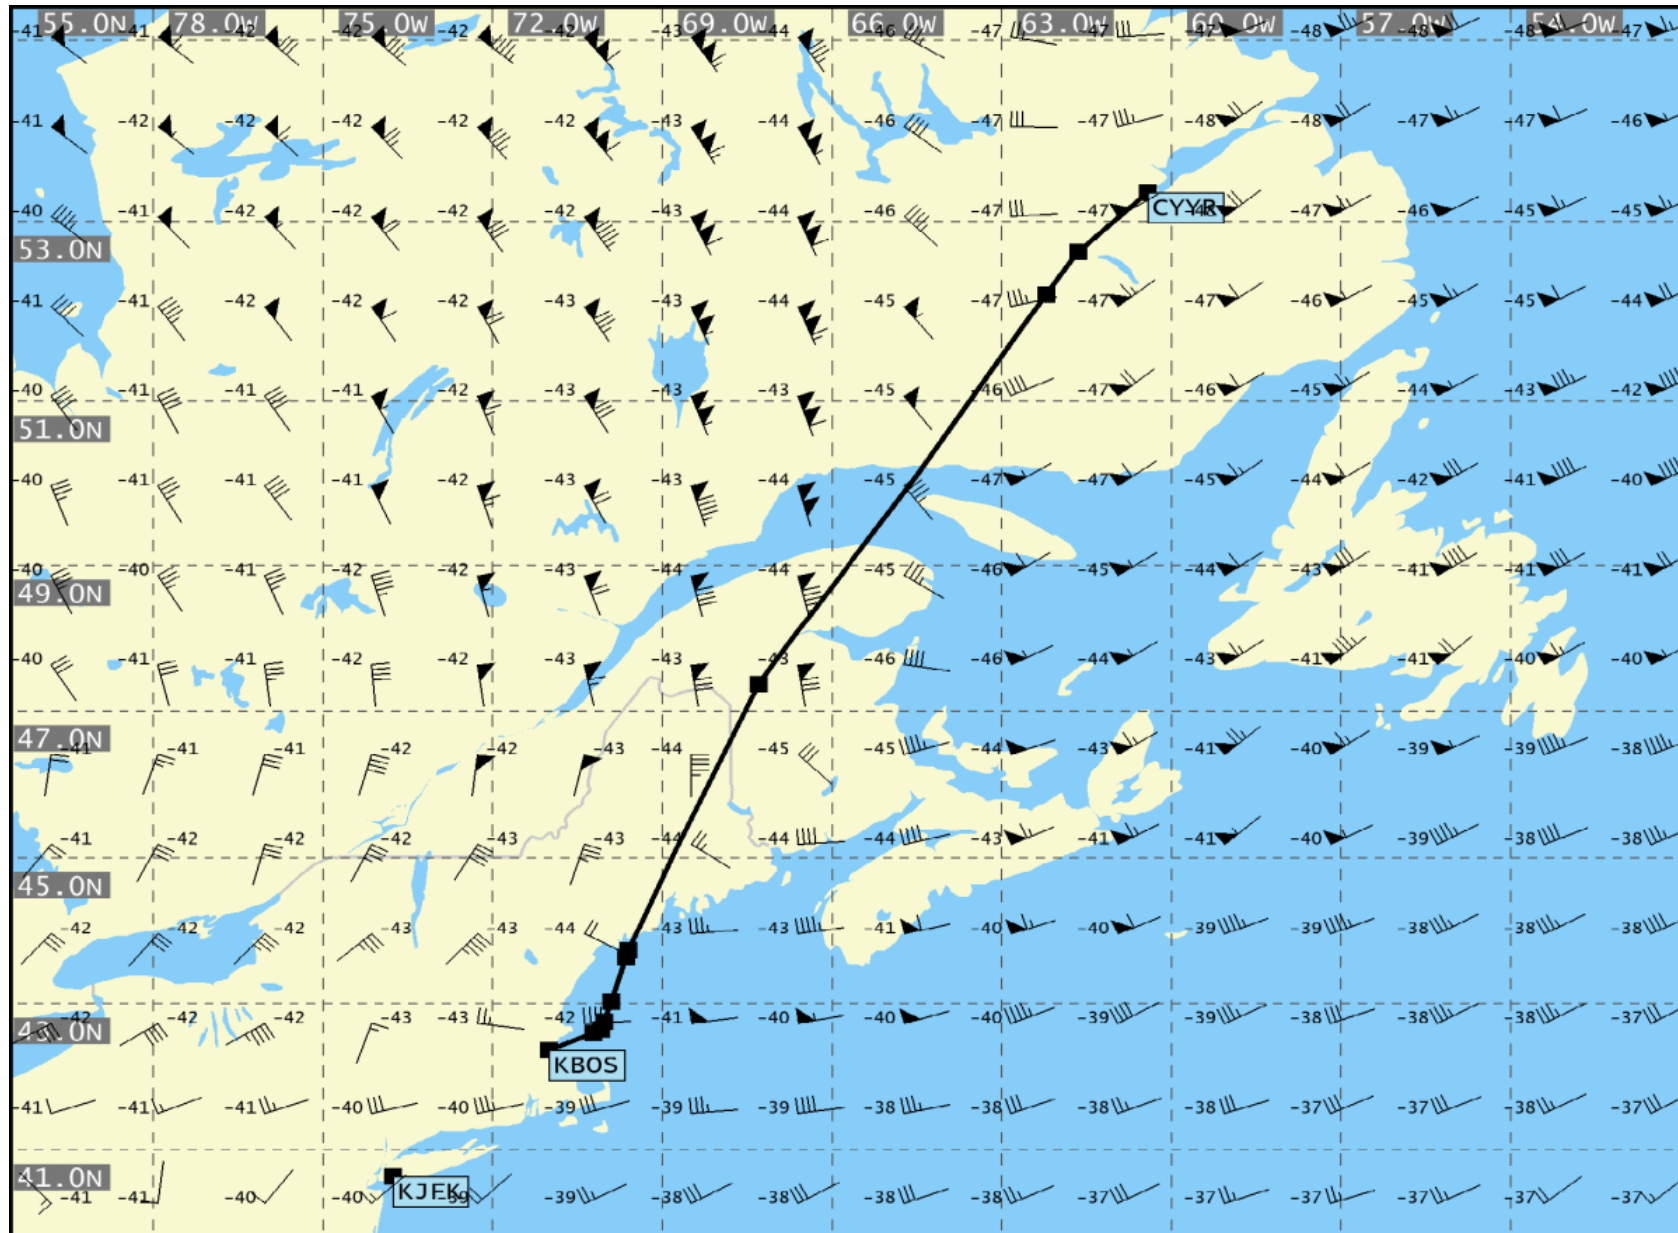 55.0N 78.0W 75.0W 72.0W 69.0W 66.0W 63.0W 60.0W 57.0W 54.0W
-41 -41 -42 -42 -42 -42 -43 -44 -46 -47 -47 -47 -48 -48 -48 -47
-41 -42 -42 -42 -42 -42 -43 -44 -46 -47 -47 -48 -48 -47 -47 -46
-40 -41 -42 -42 -42 -43 -43 -44 -46 -47 -47 CYYR -48 -47 -46 -45 -45
53.0N
-41 -41 -42 -42 -42 -43 -43 -44 -45 -47 -47 -47 -46 -45 -45 -44
-40 -41 -41 -41 -42 -43 -43 -44 -45 -46 -47 -46 -45 -44 -43 -42
51.0N
-40 -41 -41 -41 -42 -43 -43 -44 -45 -47 -47 -45 -44 -42 -41 -40
-40 -40 -41 -42 -42 -43 -44 -44 -45 -46 -45 -44 -43 -41 -41 -41
49.0N
-40 -41 -41 -42 -42 -43 -43 -43 -46 -46 -44 -43 -41 -41 -40 -40
47.0N
-41 -41 -41 -42 -42 -43 -44 -45 -45 -44 -43 -41 -40 -39 -39 -38
-41 -42 -42 -42 -43 -43 -44 -44 -44 -43 -41 -41 -40 -39 -38 -38
45.0N
-42 -42 -42 -43 -43 -44 -43 -43 -41 -40 -40 -39 -39 -38 -38 -38
-42 -42 -42 -43 -43 -42 -41 -40 -40 -40 -39 -39 -38 -38 -38 -37
43.0N
KBOS
-41 -41 -41 -40 -40 -39 -39 -39 -38 -38 -38 -38 -37 -37 -38 -37
41.0N
-41 -41 -40 -40 KJFK -39 -39 -38 -38 -38 -38 -37 -37 -37 -37 -37